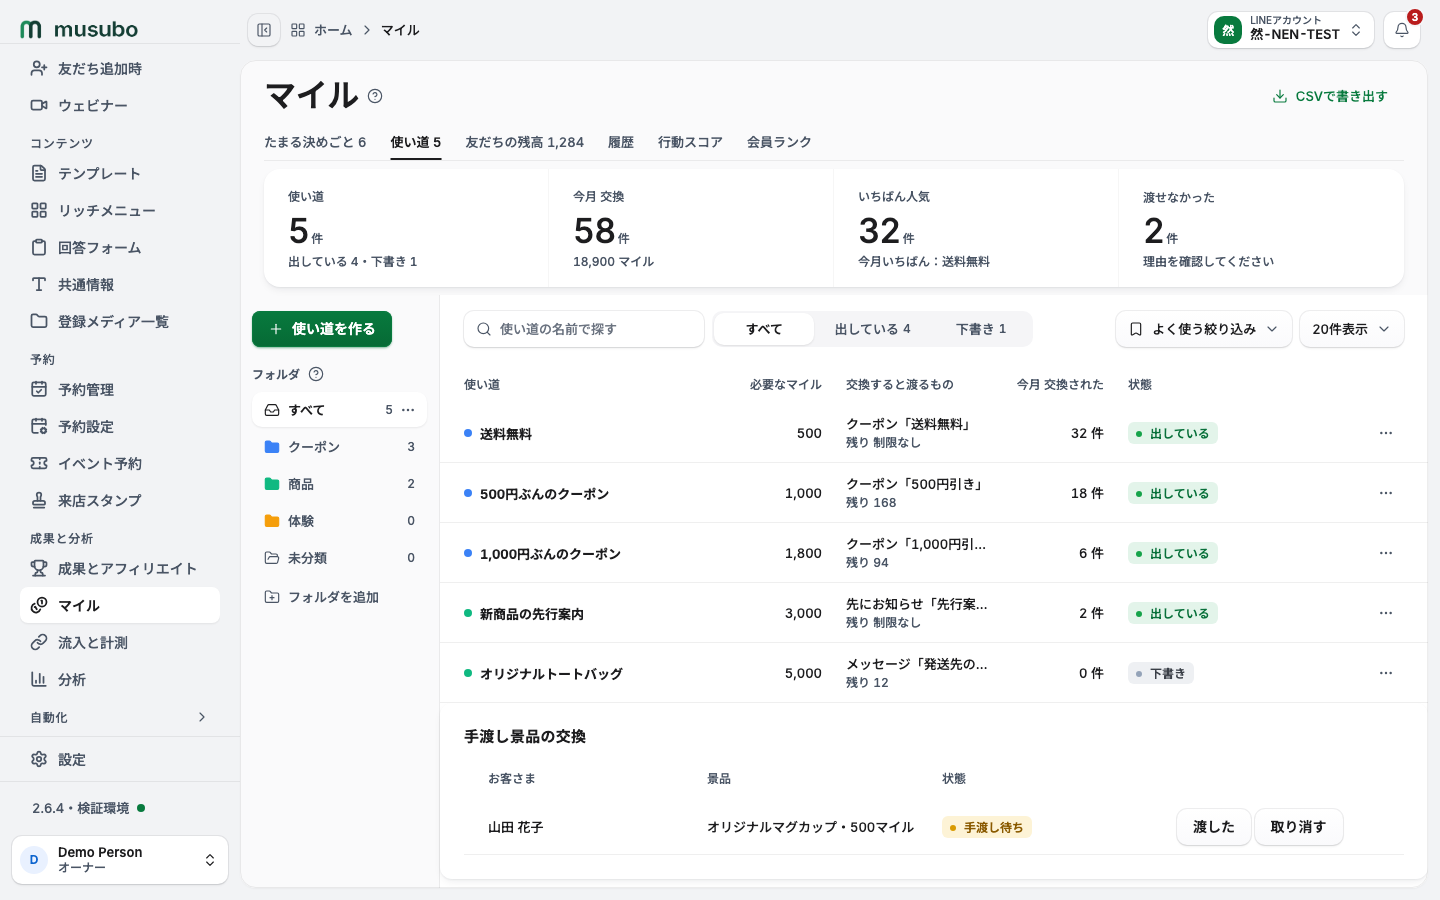 musubo
友だち追加時
ウェビナー
コンテンツ
テンプレート
リッチメニュー
回答フォーム
共通情報
登録メディア一覧
予約
予約管理
予約設定
イベント予約
来店スタンプ
成果と分析
成果とアフィリエイト
マイル
流入と計測
分析
自動化
設定
2.6.4・検証環境
D
Demo Person
オーナー
ホーム
マイル
然
LINEアカウント
然-NEN-TEST
3
マイル
CSVで書き出す
たまる決めごと 6
使い道 5
友だちの残高 1,284
履歴
行動スコア
会員ランク
使い道
5 件
出している 4・下書き 1
今月 交換
58 件
18,900 マイル
いちばん人気
32 件
今月いちばん：送料無料
渡せなかった
2 件
理由を確認してください
使い道を作る
フォルダ
すべて 5
クーポン 3
商品 2
体験 0
未分類 0
フォルダを追加
使い道の名前で探す
すべて
出している 4
下書き 1
よく使う絞り込み
20件表示
使い道 必要なマイル 交換すると渡るもの 今月 交換された 状態
送料無料 500 クーポン「送料無料」 32 件 出している
残り 制限なし
500円ぶんのクーポン 1,000 クーポン「500円引き」 18 件 出している
残り 168
1,000円ぶんのクーポン 1,800 クーポン「1,000円引... 6 件 出している
残り 94
新商品の先行案内 3,000 先にお知らせ「先行案... 2 件 出している
残り 制限なし
オリジナルトートバッグ 5,000 メッセージ「発送先の... 0 件 下書き
残り 12
手渡し景品の交換
お客さま 景品 状態
山田 花子 オリジナルマグカップ・500マイル 手渡し待ち 渡した 取り消す